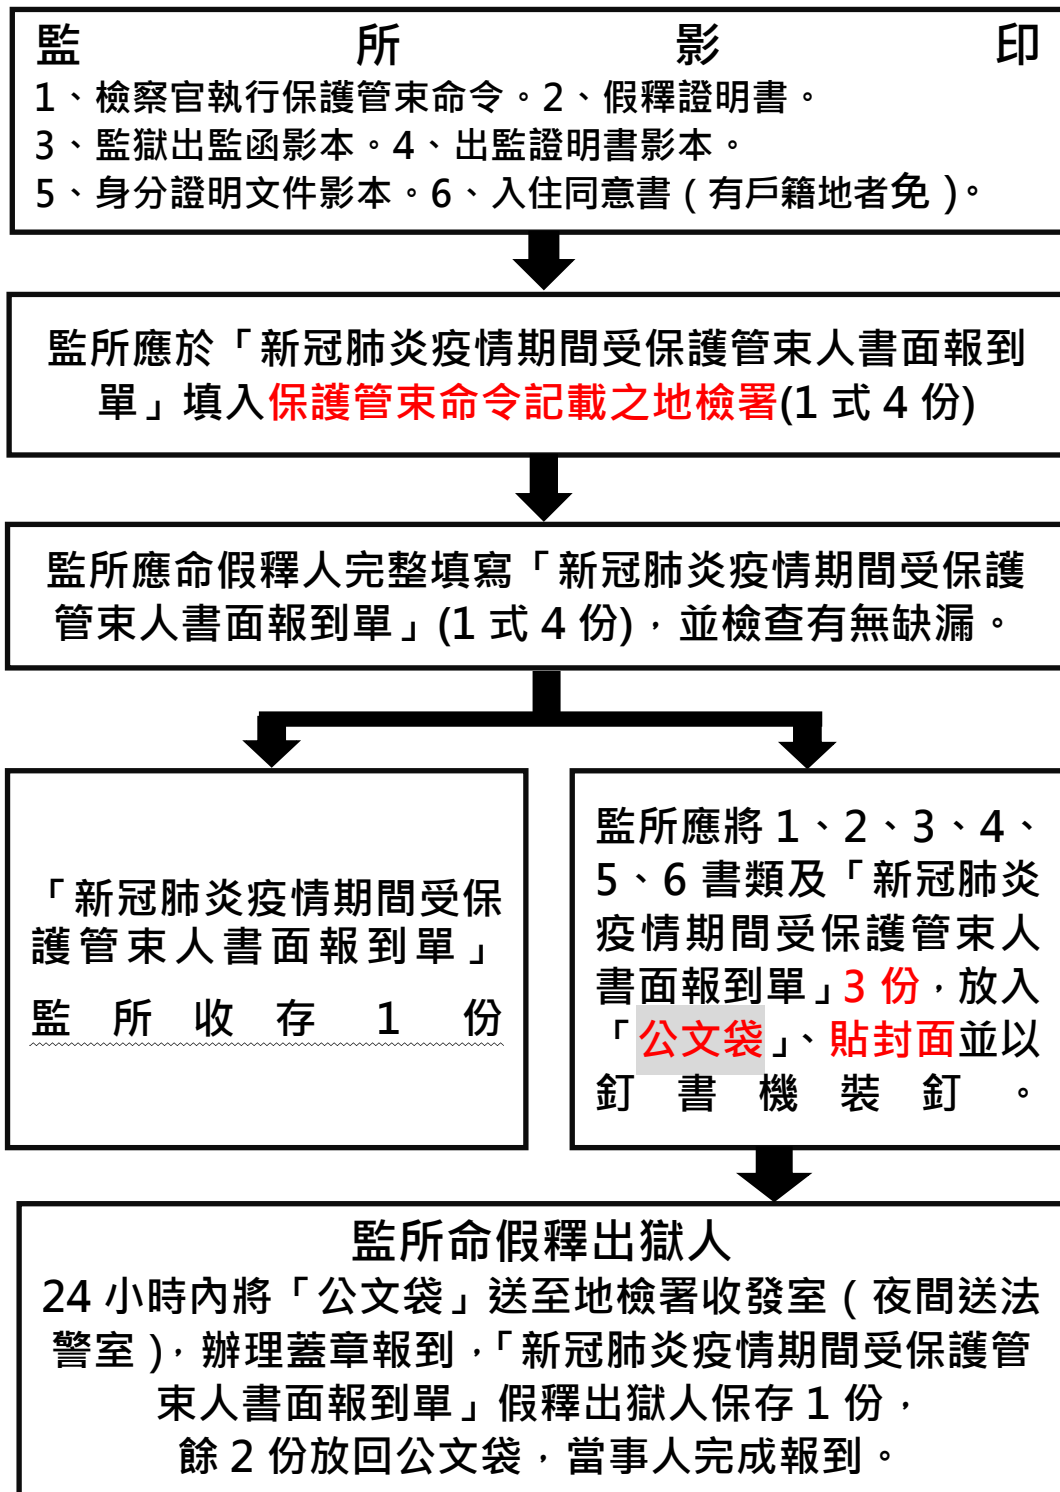 監所影印
1、檢察官執行保護管束命令。2、假釋證明書。
3、監獄出監函影本。4、出監證明書影本。
5、身分證明文件影本。6、入住同意書（有戶籍地者免）。
監所應於「新冠肺炎疫情期間受保護管束人書面報到
單」填入保護管束命令記載之地檢署(1 式 4 份)
監所應命假釋人完整填寫「新冠肺炎疫情期間受保護
管束人書面報到單」(1 式 4 份)，並檢查有無缺漏。
「新冠肺炎疫情期間受保
護管束人書面報到單」
監所收存 1 份
監所應將 1、2、3、4、
5、6 書類及「新冠肺炎
疫情期間受保護管束人
書面報到單」3 份，放入
「公文袋」、貼封面並以
釘書機裝釘。
監所命假釋出獄人
24 小時內將「公文袋」送至地檢署收發室（夜間送法
警室），辦理蓋章報到，「新冠肺炎疫情期間受保護管
束人書面報到單」假釋出獄人保存 1 份，
餘 2 份放回公文袋，當事人完成報到。